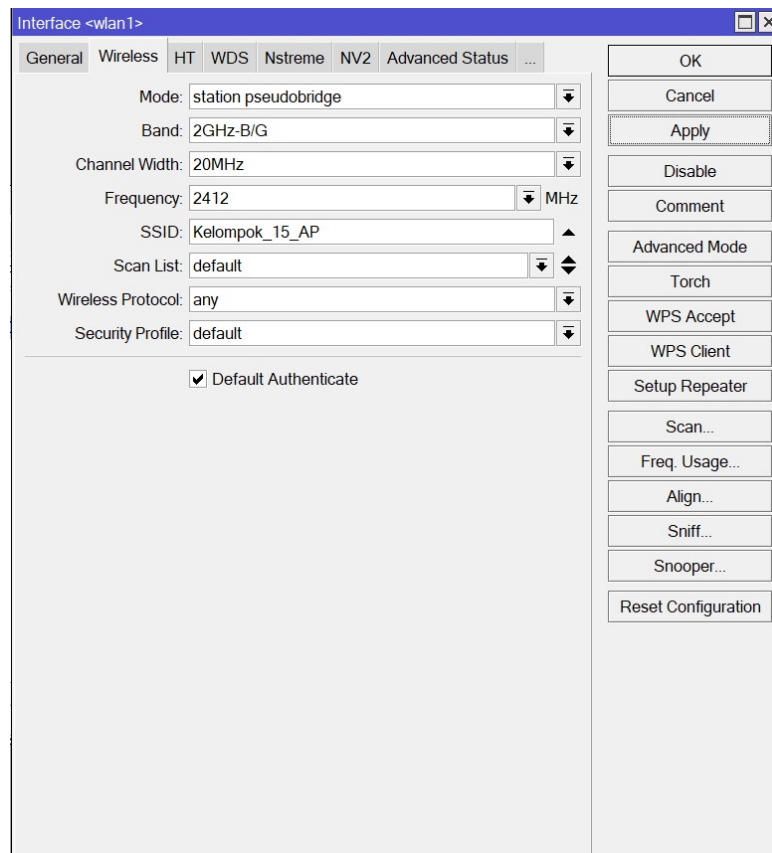 Interface <wlan1>
General Wireless HT WDS Nstreme NV2 Advanced Status ...
Mode: station pseudobridge
Band: 2GHz-B/G
Channel Width: 20MHz
Frequency: 2412 MHz
SSID: Kelompok_15_AP
Scan List: default
Wireless Protocol: any
Security Profile: default
Default Authenticate
OK
Cancel
Apply
Disable
Comment
Advanced Mode
Torch
WPS Accept
WPS Client
Setup Repeater
Scan...
Freq. Usage...
Align...
Sniff...
Snooper...
Reset Configuration